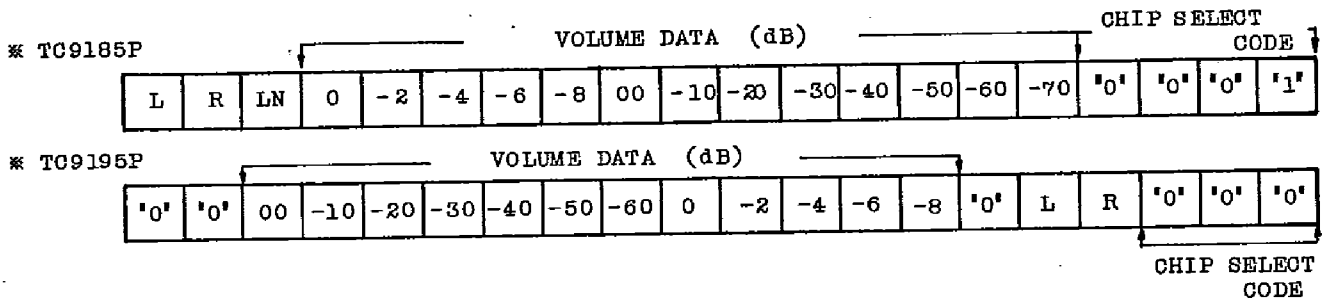 CHIP SELECT
※ TC9185P VOLUME DATA (dB) CODE
L R LN 0 -2 -4 -6 -8 00 -10 -20 -30 -40 -50 -60 -70 "0" "0" "0" "1"
※ TC9195P VOLUME DATA (dB)
"0" "0" 00 -10 -20 -30 -40 -50 -60 0 -2 -4 -6 -8 "0" L R "0" "0" "0"
CHIP SELECT
CODE